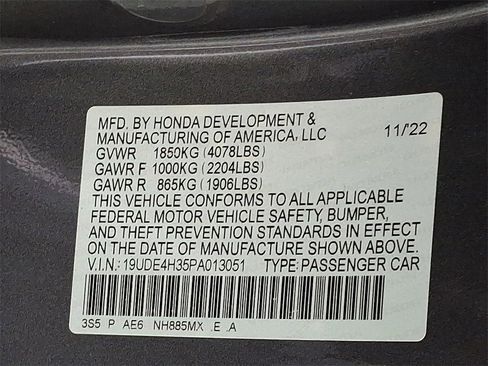 MFD. BY HONDA DEVELOPMENT &
MANUFACTURING OF AMERICA, LLC 11/'22
GVWR 1850KG (4078LBS)
GAWR F 1000KG (2204LBS)
GAWR R 865KG (1906LBS)
THIS VEHICLE CONFORMS TO ALL APPLICABLE
FEDERAL MOTOR VEHICLE SAFETY, BUMPER,
AND THEFT PREVENTION STANDARDS IN EFFECT
ON THE DATE OF MANUFACTURE SHOWN ABOVE.
V.I.N.: 19UDE4H35PA013051 TYPE: PASSENGER CAR
3S5 P AE6 NH885MX .E .A